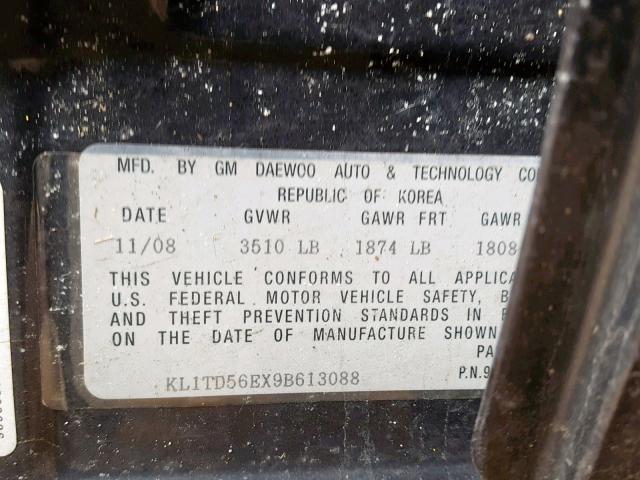 MFD. BY GM DAEWOO AUTO & TECHNOLOGY CO
REPUBLIC OF KOREA
DATE GVWR GAWR FRT GAWR
11/08 3510 LB 1874 LB 1808
THIS VEHICLE CONFORMS TO ALL APPLICA
U.S. FEDERAL MOTOR VEHICLE SAFETY, B
AND THEFT PREVENTION STANDARDS IN
ON THE DATE OF MANUFACTURE SHOWN
PA
KL1TD56EX9B613088 P.N.9